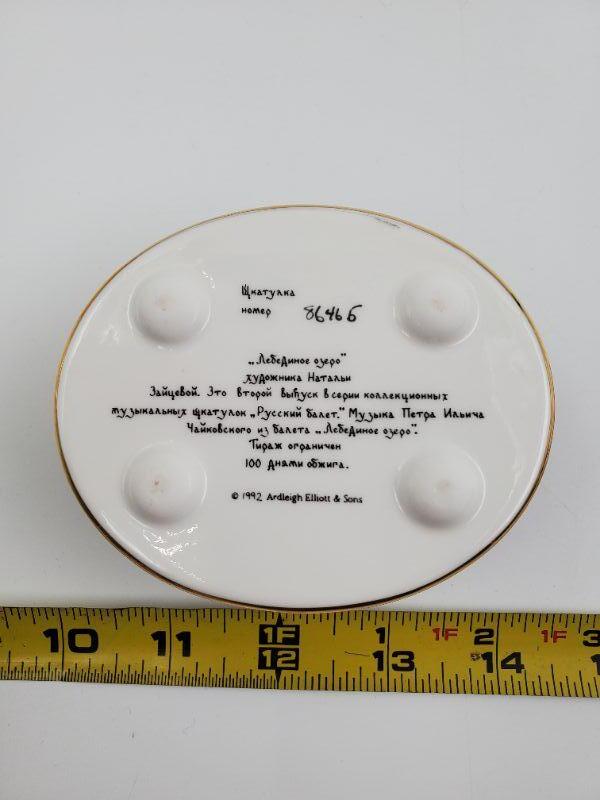 Шкатулка
номер 86466
„Лебединое озеро"
художника Натальи
Зайцевой. Это второй выпуск в серии коллекционных
музыкальных шкатулок „Русский балет." Музыка Петра Ильича
Чайковского из балета „Лебединое озеро".
Тираж ограничен
100 днями обжига.
© 1992 Ardleigh Elliott & Sons
10 11 1F 1 1F 2 1F 3
12 13 14